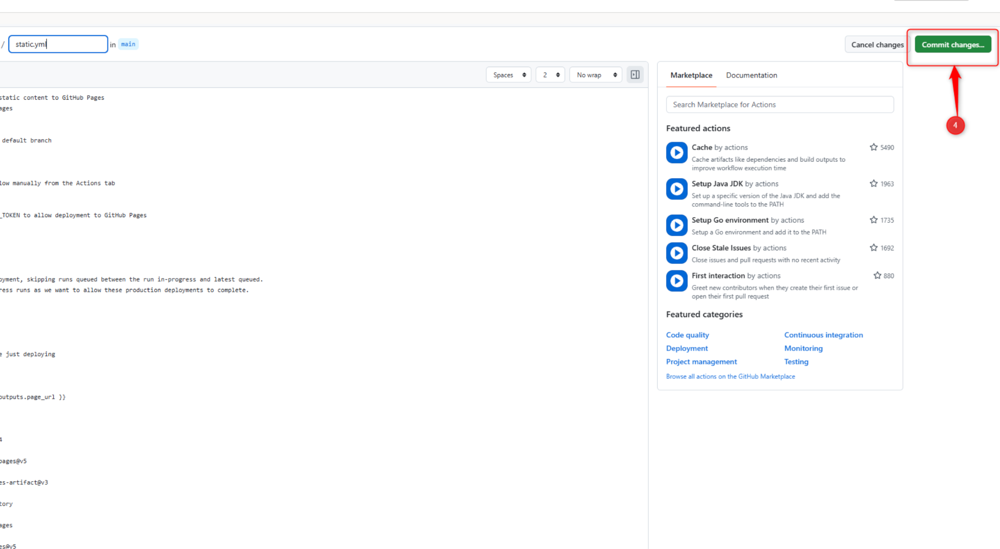 / static.yml in main Cancel changes Commit changes...
Spaces 2 No wrap
Marketplace Documentation
static content to GitHub Pages
ages
default branch
low manually from the Actions tab
_TOKEN to allow deployment to GitHub Pages
oyment, skipping runs queued between the run in-progress and latest queued.
ress runs as we want to allow these production deployments to complete.
e just deploying
outputs.page_url }}
4
pages@v5
es-artifact@v3
tory
ages
es@v5
Search Marketplace for Actions
Featured actions
Cache by actions 5490
Cache artifacts like dependencies and build outputs to
improve workflow execution time
Setup Java JDK by actions 1963
Set up a specific version of the Java JDK and add the
command-line tools to the PATH
Setup Go environment by actions 1735
Setup a Go environment and add it to the PATH
Close Stale Issues by actions 1692
Close issues and pull requests with no recent activity
First interaction by actions 880
Greet new contributors when they create their first issue or
open their first pull request
Featured categories
Code quality Continuous integration
Deployment Monitoring
Project management Testing
Browse all actions on the GitHub Marketplace
4